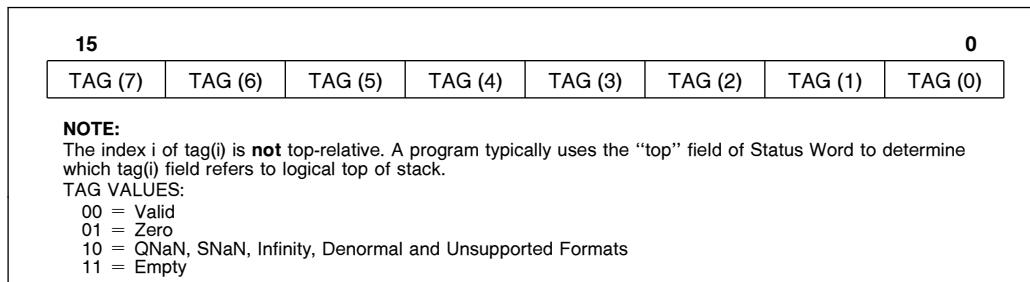 15 0
TAG (7) TAG (6) TAG (5) TAG (4) TAG (3) TAG (2) TAG (1) TAG (0)
NOTE:
The index i of tag(i) is not top-relative. A program typically uses the ‘‘top’’ field of Status Word to determine
which tag(i) field refers to logical top of stack.
TAG VALUES:
00 = Valid
01 = Zero
10 = QNaN, SNaN, Infinity, Denormal and Unsupported Formats
11 = Empty